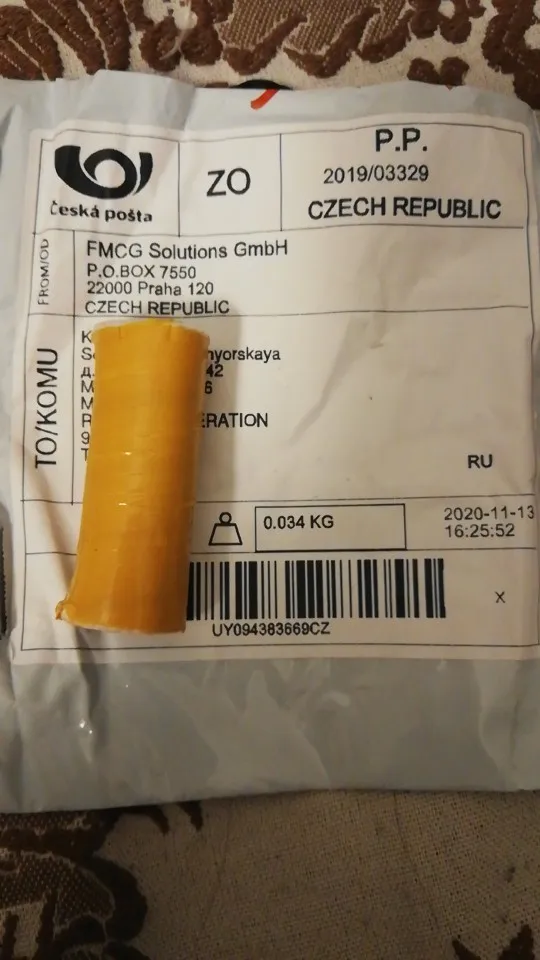 Česká pošta
ZO
P.P.
2019/03329
CZECH REPUBLIC
FROM/OD
FMCG Solutions GmbH
P.O.BOX 7550
22000 Praha 120
CZECH REPUBLIC
TO/KOMU
RU
0.034 KG
2020-11-13
16:25:52
X
UY094383669CZ